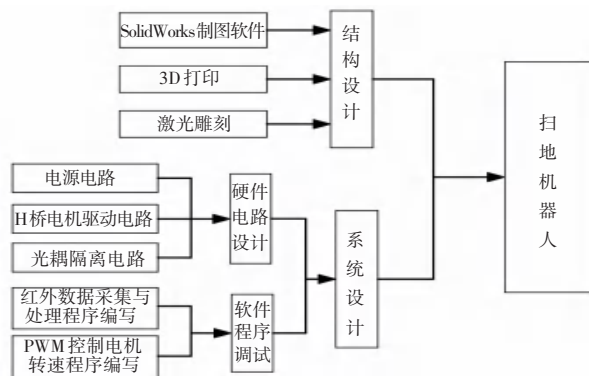 SolidWorks制图软件
3D打印
激光雕刻
结构设计
电源电路
H桥电机驱动电路
光耦隔离电路
硬件
电路
设计
红外数据采集与
处理程序编写
PWM控制电机
转速程序编写
软件
程序
调试
系统设计
扫地机器人